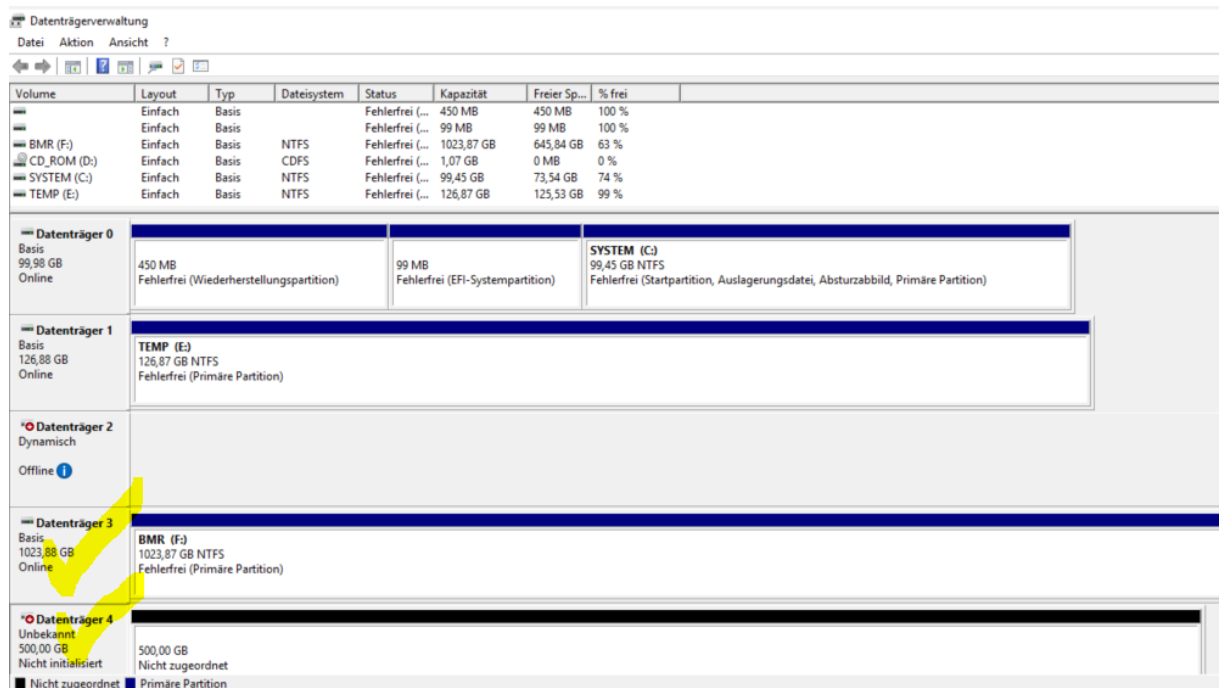 Datenträgerverwaltung
Datei Aktion Ansicht ?
Volume Layout Typ Dateisystem Status Kapazität Freier Sp... % frei
Einfach Basis Fehlerfrei (... 450 MB 450 MB 100 %
Einfach Basis Fehlerfrei (... 99 MB 99 MB 100 %
BMR (F:) Einfach Basis NTFS Fehlerfrei (... 1023,87 GB 645,84 GB 63 %
CD_ROM (D:) Einfach Basis CDFS Fehlerfrei (... 1,07 GB 0 MB 0 %
SYSTEM (C:) Einfach Basis NTFS Fehlerfrei (... 99,45 GB 73,54 GB 74 %
TEMP (E:) Einfach Basis NTFS Fehlerfrei (... 126,87 GB 125,53 GB 99 %
Datenträger 0
Basis
99,98 GB
Online
450 MB
Fehlerfrei (Wiederherstellungspartition)
99 MB
Fehlerfrei (EFI-Systempartition)
SYSTEM (C:)
99,45 GB NTFS
Fehlerfrei (Startpartition, Auslagerungsdatei, Absturzabbild, Primäre Partition)
Datenträger 1
Basis
126,88 GB
Online
TEMP (E:)
126,87 GB NTFS
Fehlerfrei (Primäre Partition)
Datenträger 2
Dynamisch
Offline
Datenträger 3
Basis
1023,88 GB
Online
BMR (F:)
1023,87 GB NTFS
Fehlerfrei (Primäre Partition)
Datenträger 4
Unbekannt
500,00 GB
Nicht initialisiert
500,00 GB
Nicht zugeordnet
Nicht zugeordnet Primäre Partition